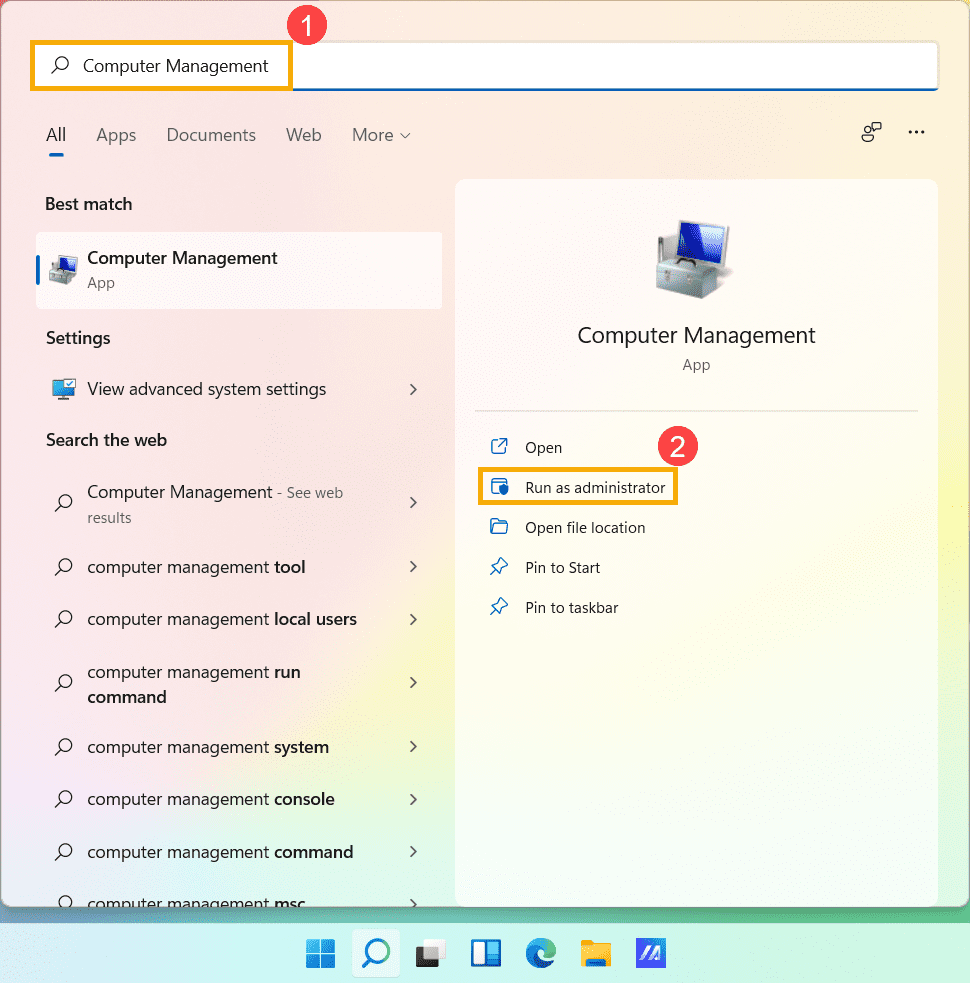 1
Computer Management
All Apps Documents Web More
Best match
Computer Management
App
Settings
View advanced system settings
Search the web
Computer Management - See web
results
computer management tool
computer management local users
computer management run
command
computer management system
computer management console
computer management command
computer management msc
Computer Management
App
Open
2
Run as administrator
Open file location
Pin to Start
Pin to taskbar